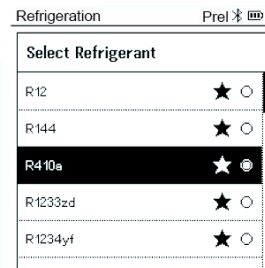 Refrigeration Prel
Select Refrigerant
R12
R144
R410a
R1233zd
R1234yf